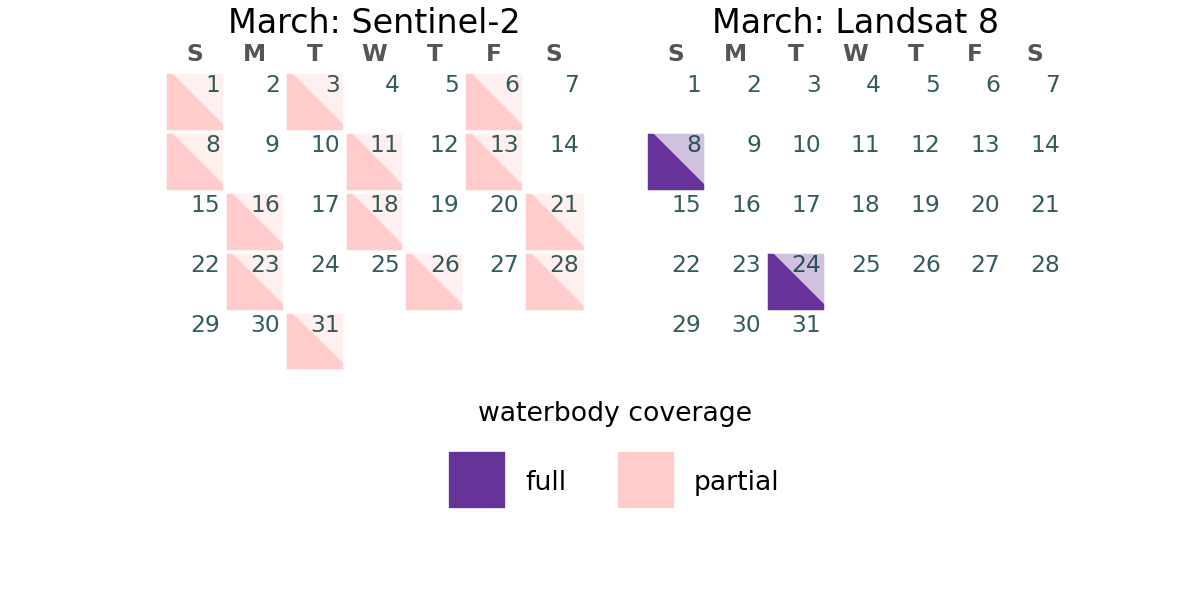 March: Sentinel-2
S M T W T F S
1 2 3 4 5 6 7
8 9 10 11 12 13 14
15 16 17 18 19 20 21
22 23 24 25 26 27 28
29 30 31
March: Landsat 8
S M T W T F S
1 2 3 4 5 6 7
8 9 10 11 12 13 14
15 16 17 18 19 20 21
22 23 24 25 26 27 28
29 30 31
waterbody coverage
full partial